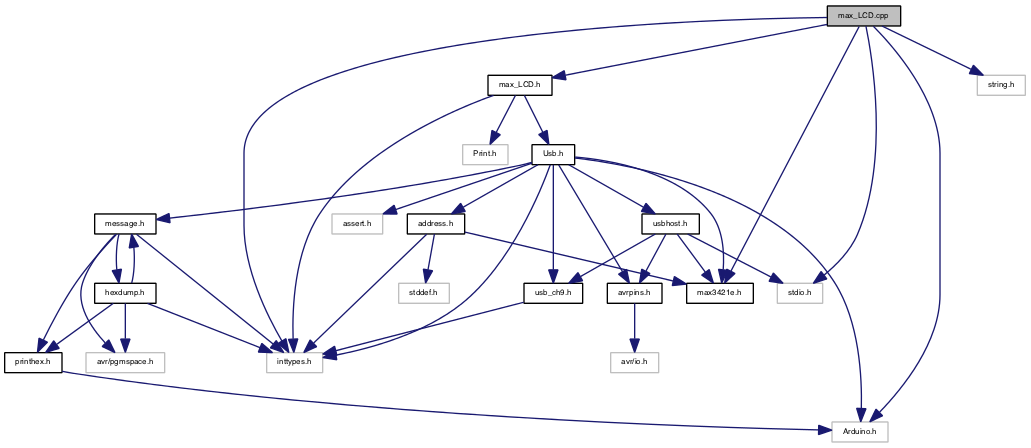 max_LCD.cpp
max_LCD.h
string.h
Print.h
Usb.h
message.h
assert.h
address.h
usbhost.h
hexdump.h
stddef.h
usb_ch9.h
avrpins.h
max3421e.h
stdio.h
printhex.h
avr/pgmspace.h
inttypes.h
avr/io.h
Arduino.h